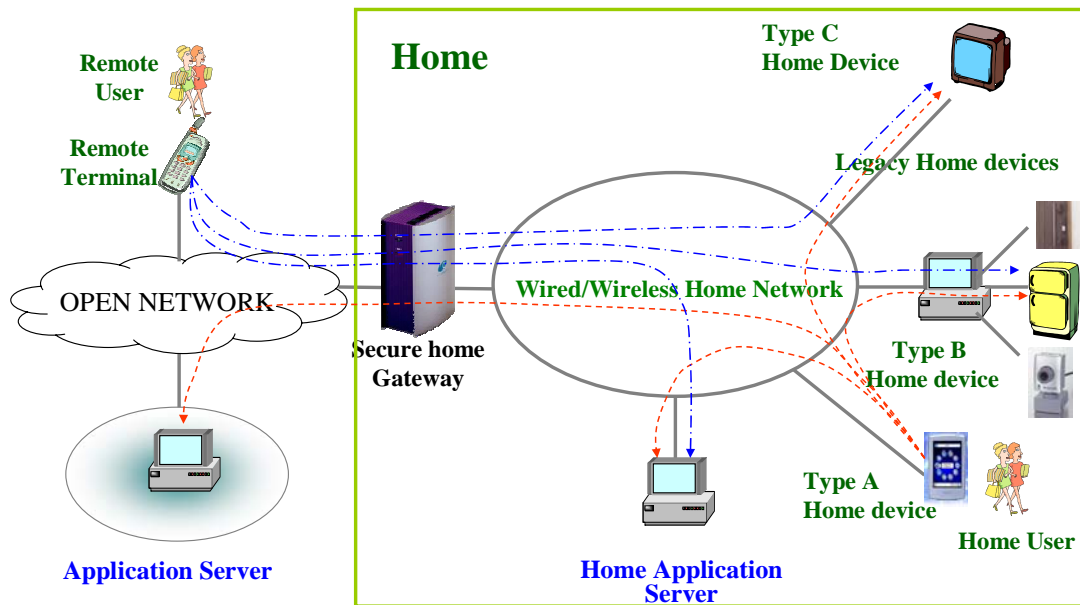 Remote
User
Remote
Terminal
OPEN NETWORK
Application Server
Home
Secure home
Gateway
Wired/Wireless Home Network
Type C
Home Device
Legacy Home devices
Type B
Home device
Type A
Home device
Home User
Home Application
Server